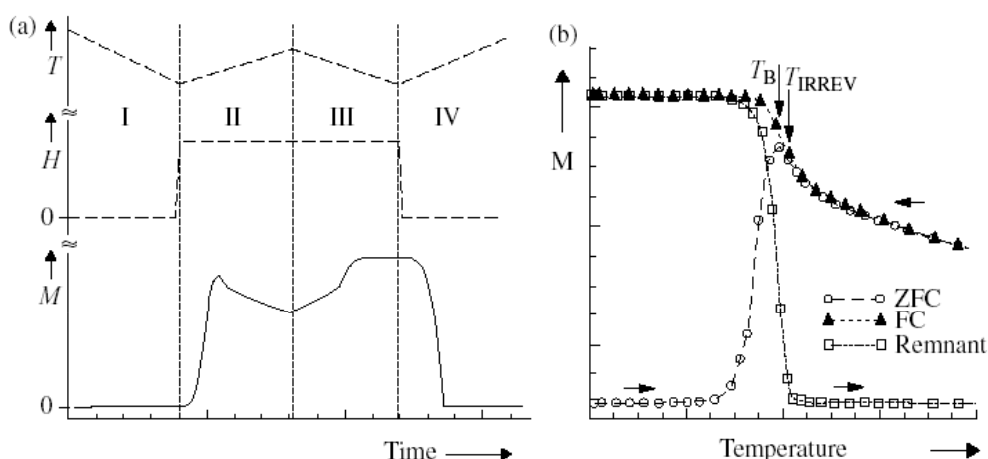 (a)
T
I II III IV
H
0
M
0
Time
(b)
T_B
T_IRREV
M
ZFC
FC
Remnant
Temperature